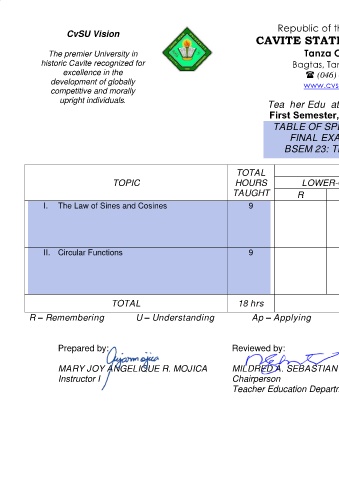 CvSU Vision
The premier University in
historic Cavite recognized for
excellence in the
development of globally
competitive and morally
upright individuals.
Republic of
CAVITE STAT
Tanza C
Bagtas, Tan
☎ (046)
www.cvs
Tea her Edu at
First Semester,
TABLE OF SP
FINAL EXA
BSEM 23: T
TOPIC
TOTAL
HOURS
TAUGHT
LOWER-
R
I. The Law of Sines and Cosines 9
II. Circular Functions 9
TOTAL 18 hrs
R – Remembering U – Understanding Ap – Applying
Prepared by:
MARY JOY ANGELIQUE R. MOJICA
Instructor I
Reviewed by:
MILDRED A. SEBASTIAN
Chairperson
Teacher Education Departm